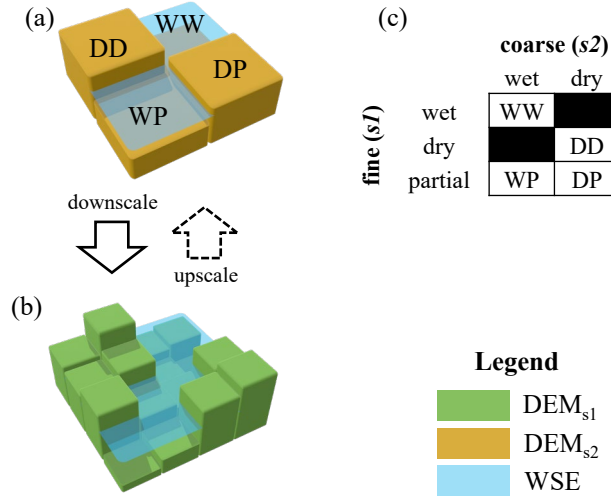 (a)
WW
DD
DP
WP
downscale
upscale
(b)
(c)
coarse (s2)
wet dry
fine (s1)
wet WW
dry DD
partial WP DP
Legend
DEMs1
DEMs2
WSE